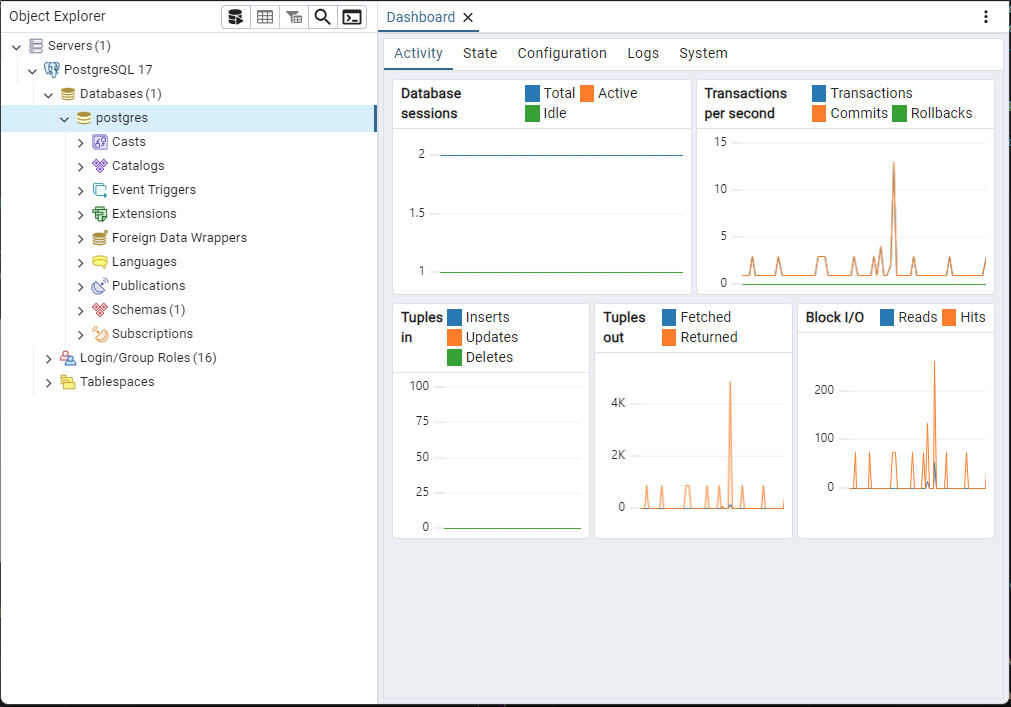 Object Explorer
Servers (1)
PostgreSQL 17
Databases (1)
postgres
Casts
Catalogs
Event Triggers
Extensions
Foreign Data Wrappers
Languages
Publications
Schemas (1)
Subscriptions
Login/Group Roles (16)
Tablespaces
Dashboard
Activity State Configuration Logs System
Database sessions
Total Active
Idle
2
1.5
1
Transactions per second
Transactions
Commits Rollbacks
15
10
5
0
Tuples in
Inserts
Updates
Deletes
100
75
50
25
0
Tuples out
Fetched
Returned
4K
2K
0
Block I/O
Reads Hits
200
100
0